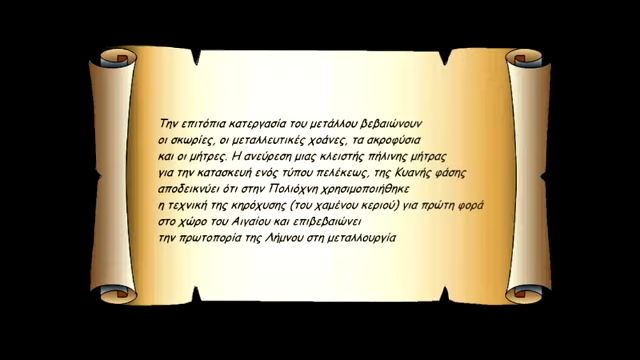 Την επιτόπια κατεργασία του μετάλλου βεβαιώνουν
οι σκωρίες, οι μεταλλευτικές χοάνες, τα ακροφύσια
και οι μήτρες. Η ανεύρεση μιας κλειστής πήλινης μήτρας
για την κατασκευή ενός τύπου πελέκεως, της Κυανής φάσης
αποδεικνύει ότι στην Πολιόχνη χρησιμοποιήθηκε
η τεχνική της κηρόχυσης (του χαμένου κεριού) για πρώτη φορά
στο χώρο του Αιγαίου και επιβεβαιώνει
την πρωτοπορία της Λήμνου στη μεταλλουργία